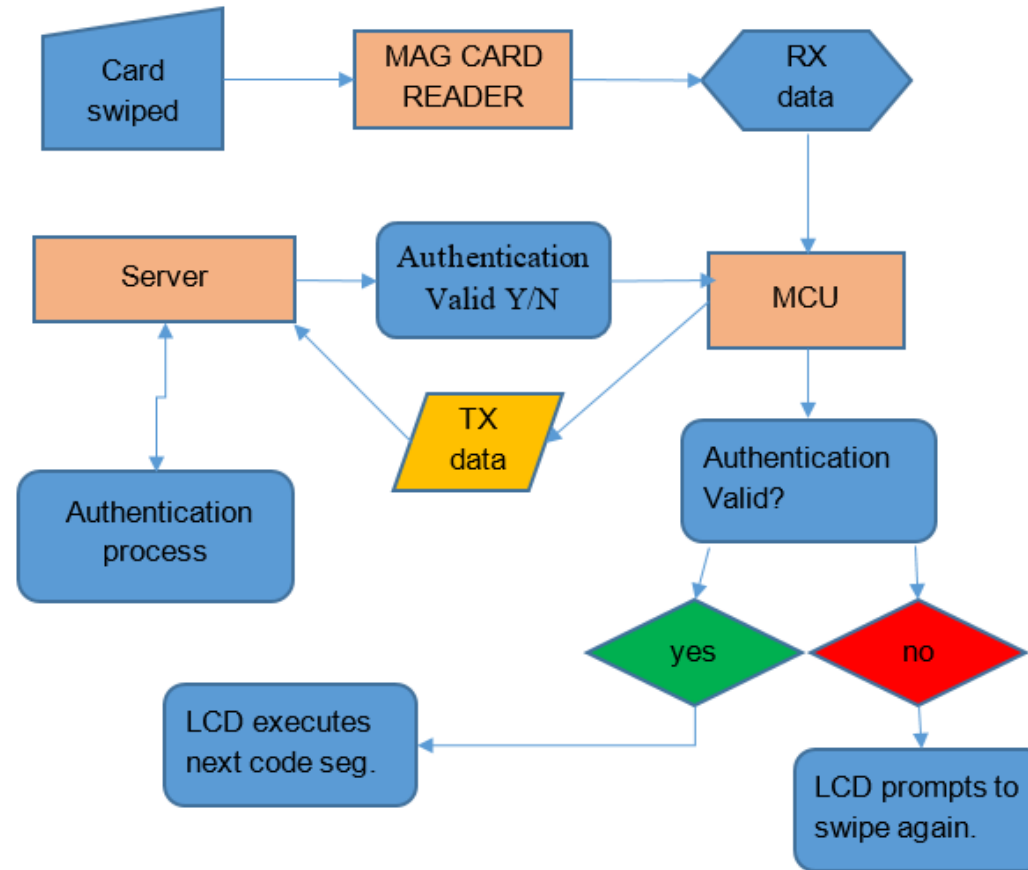 Card
swiped
MAG CARD
READER
RX
data
Server
Authentication
Valid Y/N
MCU
TX
data
Authentication
process
Authentication
Valid?
yes
no
LCD executes
next code seg.
LCD prompts to
swipe again.